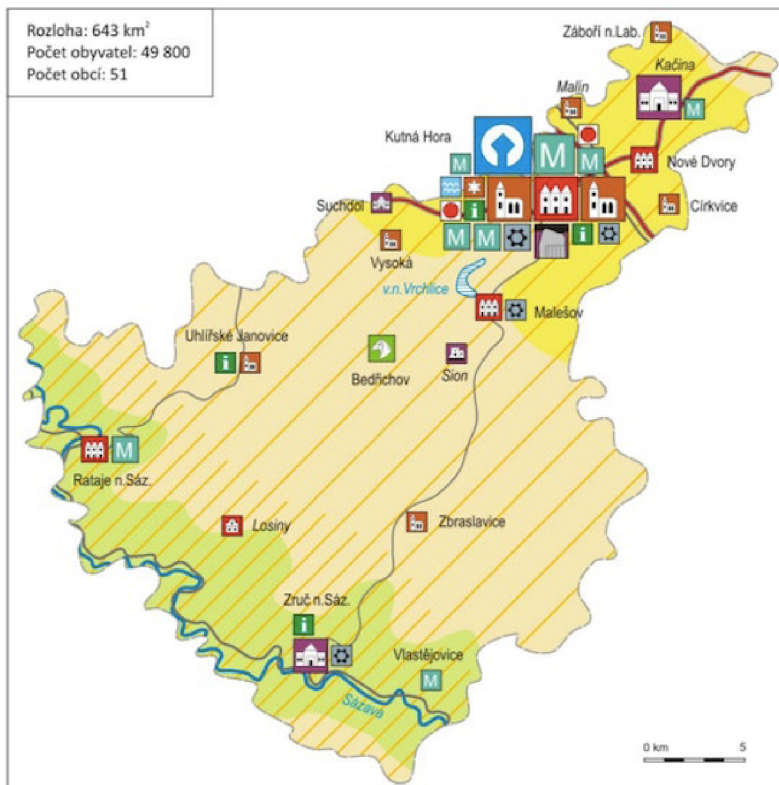 Rozloha: 643 km²
Počet obyvatel: 49 800
Počet obcí: 51
Záboří n.Lab.
Kačina
Malín
M
Kutná Hora
M
M
M
Nové Dvory
Suchdol
i
Církvice
M
M
i
Vysoká
v.n. Vrchlice
Malešov
Uhlířské Janovice
i
Bedřichov
Sion
M
Rataje n.Sáz.
Losiny
Zbraslavice
Zruč n.Sáz.
i
Vlastějovice
M
Sázava
0 km
5